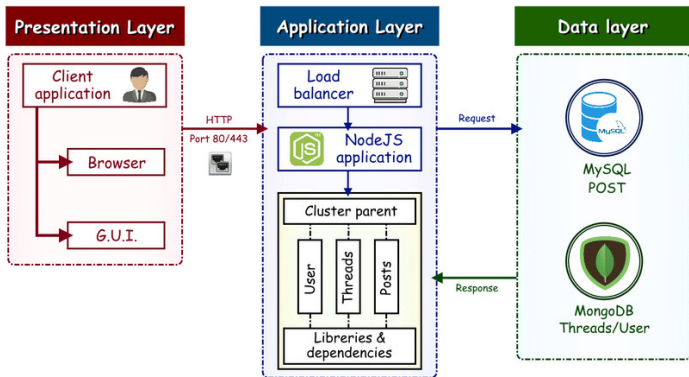 Presentation Layer
Client
application
Browser
G.U.I.
HTTP
Port 80/443
Application Layer
Load
balancer
JS
NodeJS
application
Cluster parent
User
Threads
Posts
Libreries &
dependencies
Request
Response
Data layer
MySQL
MySQL
POST
MongoDB
Threads/User